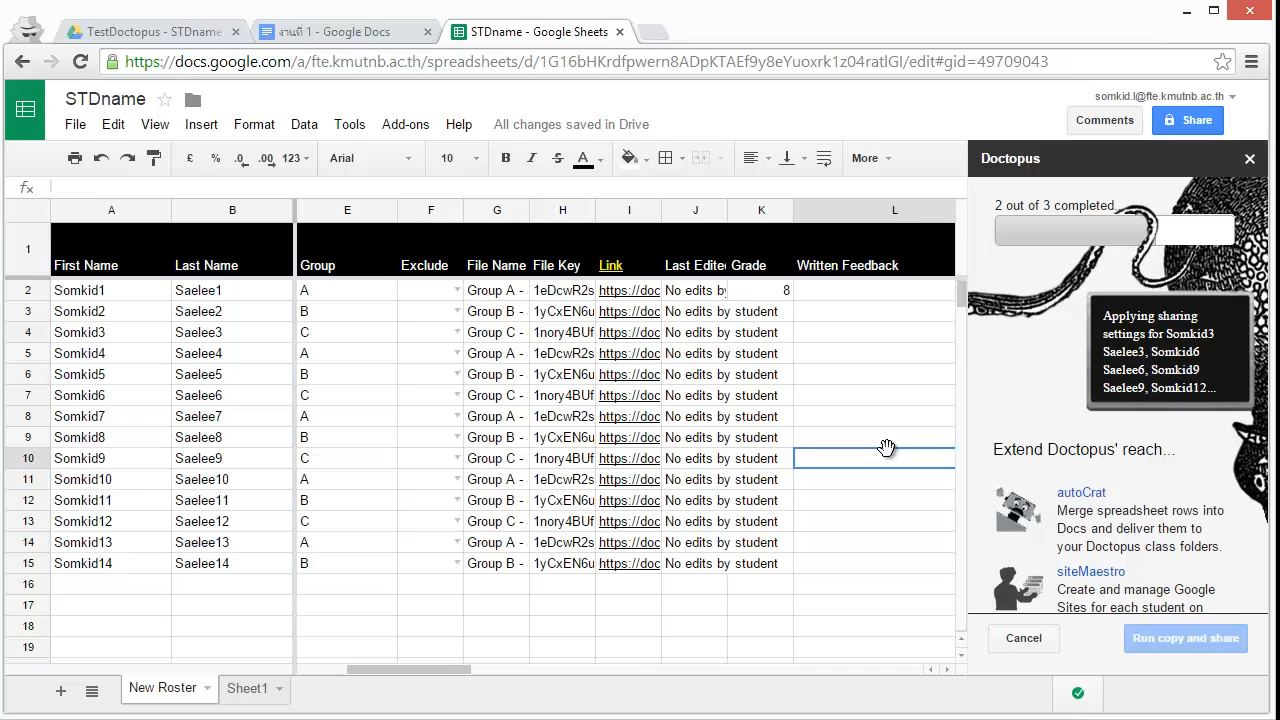 TestDoctopus - STDname
งานที่ 1 - Google Docs
STDname - Google Sheets
https://docs.google.com/a/fte.kmutnb.ac.th/spreadsheets/d/1G16bHKrdfpwern8ADpKTAEf9y8eYuoxrk1z04ratlGI/edit#gid=49709043
STDname
somkid.l@fte.kmutnb.ac.th
File Edit View Insert Format Data Tools Add-ons Help All changes saved in Drive
Comments
Share
£ % .0 .00 123 Arial 10 B I S A More
Doctopus
fx
2 out of 3 completed.
A B E F G H I J K L
1 First Name Last Name Group Exclude File Name File Key Link Last Edited Grade Written Feedback
2 Somkid1 Saelee1 A Group A - 1eDcwR2s https://doc No edits by 8
3 Somkid2 Saelee2 B Group B - 1yCxEN6u https://doc No edits by student
4 Somkid3 Saelee3 C Group C - 1nory4BUf https://doc No edits by student
5 Somkid4 Saelee4 A Group A - 1eDcwR2s https://doc No edits by student
6 Somkid5 Saelee5 B Group B - 1yCxEN6u https://doc No edits by student
7 Somkid6 Saelee6 C Group C - 1nory4BUf https://doc No edits by student
8 Somkid7 Saelee7 A Group A - 1eDcwR2s https://doc No edits by student
9 Somkid8 Saelee8 B Group B - 1yCxEN6u https://doc No edits by student
10 Somkid9 Saelee9 C Group C - 1nory4BUf https://doc No edits by student
11 Somkid10 Saelee10 A Group A - 1eDcwR2s https://doc No edits by student
12 Somkid11 Saelee11 B Group B - 1yCxEN6u https://doc No edits by student
13 Somkid12 Saelee12 C Group C - 1nory4BUf https://doc No edits by student
14 Somkid13 Saelee13 A Group A - 1eDcwR2s https://doc No edits by student
15 Somkid14 Saelee14 B Group B - 1yCxEN6u https://doc No edits by student
16
17
18
19
Applying sharing
settings for Somkid3
Saelee3, Somkid6
Saelee6, Somkid9
Saelee9, Somkid12...
Extend Doctopus' reach...
autoCrat
Merge spreadsheet rows into
Docs and deliver them to
your Doctopus class folders.
siteMaestro
Create and manage Google
Sites for each student on
Cancel
Run copy and share
New Roster
Sheet1